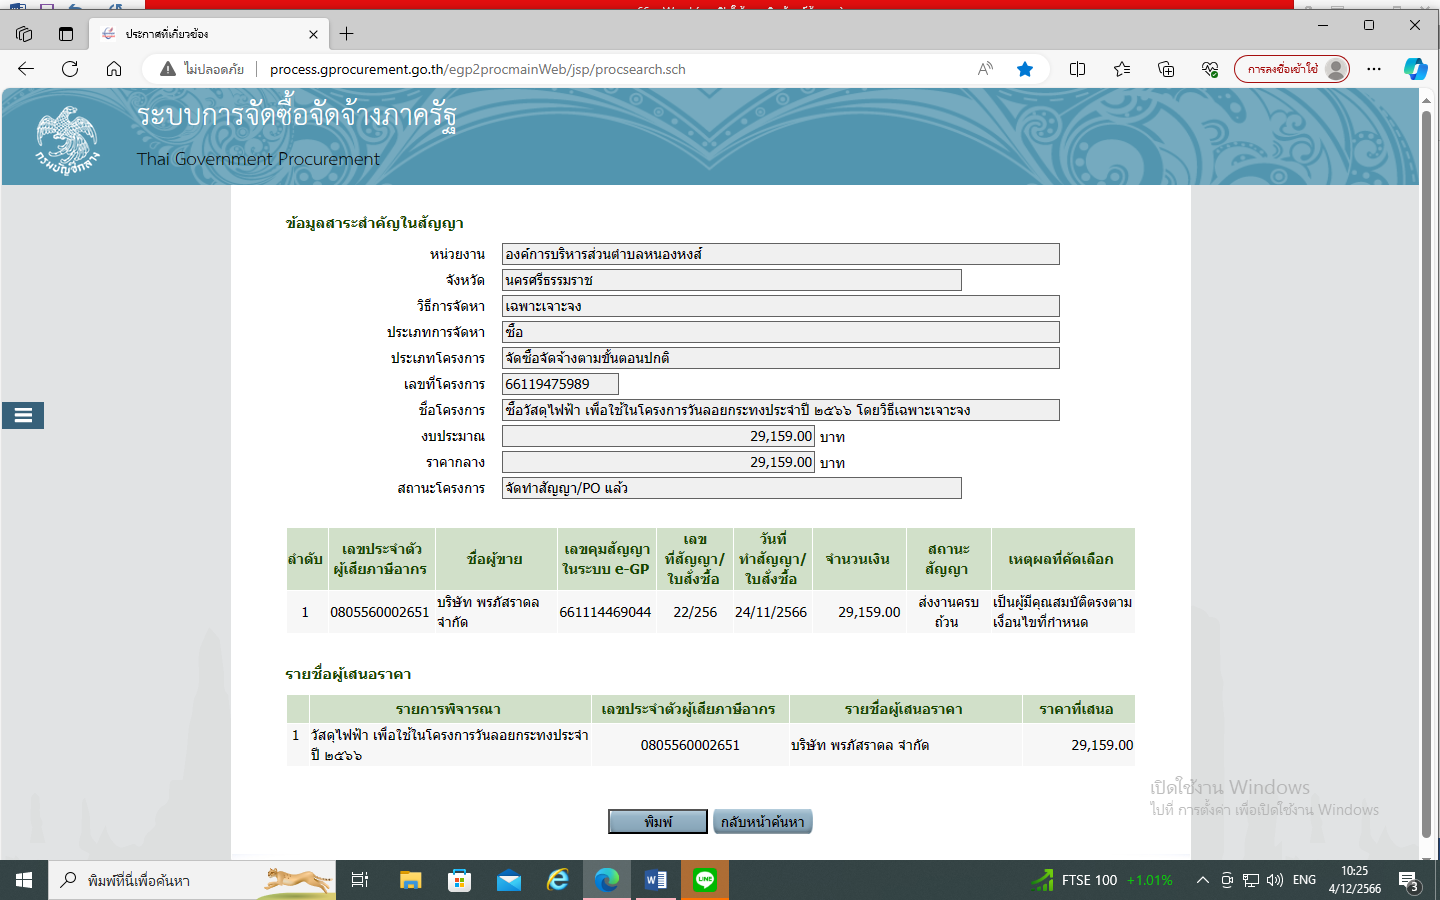 ประกาศที่เกี่ยวข้อง
ไม่ปลอดภัย
process.gprocurement.go.th/egp2procmainWeb/jsp/procsearch.sch
การลงชื่อเข้าใช้
ระบบการจัดซื้อจัดจ้างภาครัฐ
Thai Government Procurement
กรมบัญชีกลาง
ข้อมูลสาระสำคัญในสัญญา
หน่วยงาน องค์การบริหารส่วนตำบลหนองหงส์
จังหวัด นครศรีธรรมราช
วิธีการจัดหา เฉพาะเจาะจง
ประเภทการจัดหา ซื้อ
ประเภทโครงการ จัดซื้อจัดจ้างตามขั้นตอนปกติ
เลขที่โครงการ 66119475989
ชื่อโครงการ ซื้อวัสดุไฟฟ้า เพื่อใช้ในโครงการวันลอยกระทงประจำปี ๒๕๖๖ โดยวิธีเฉพาะเจาะจง
งบประมาณ 29,159.00 บาท
ราคากลาง 29,159.00 บาท
สถานะโครงการ จัดทำสัญญา/PO แล้ว
ลำดับ เลขประจำตัวผู้เสียภาษีอากร ชื่อผู้ขาย เลขคุมสัญญาในระบบ e-GP เลขที่สัญญา/ใบสั่งซื้อ วันที่ทำสัญญา/ใบสั่งซื้อ จำนวนเงิน สถานะสัญญา เหตุผลที่คัดเลือก
1 0805560002651 บริษัท พรภัสราดล จำกัด 661114469044 22/256 24/11/2566 29,159.00 ส่งงานครบถ้วน เป็นผู้มีคุณสมบัติตรงตามเงื่อนไขที่กำหนด
รายชื่อผู้เสนอราคา
รายการพิจารณา เลขประจำตัวผู้เสียภาษีอากร รายชื่อผู้เสนอราคา ราคาที่เสนอ
1 วัสดุไฟฟ้า เพื่อใช้ในโครงการวันลอยกระทงประจำปี ๒๕๖๖ 0805560002651 บริษัท พรภัสราดล จำกัด 29,159.00
พิมพ์ กลับหน้าค้นหา
เปิดใช้งาน Windows
ไปที่ การตั้งค่า เพื่อเปิดใช้งาน Windows
พิมพ์ที่นี่เพื่อค้นหา
FTSE 100 +1.01%
ENG
10:25
4/12/2566
3